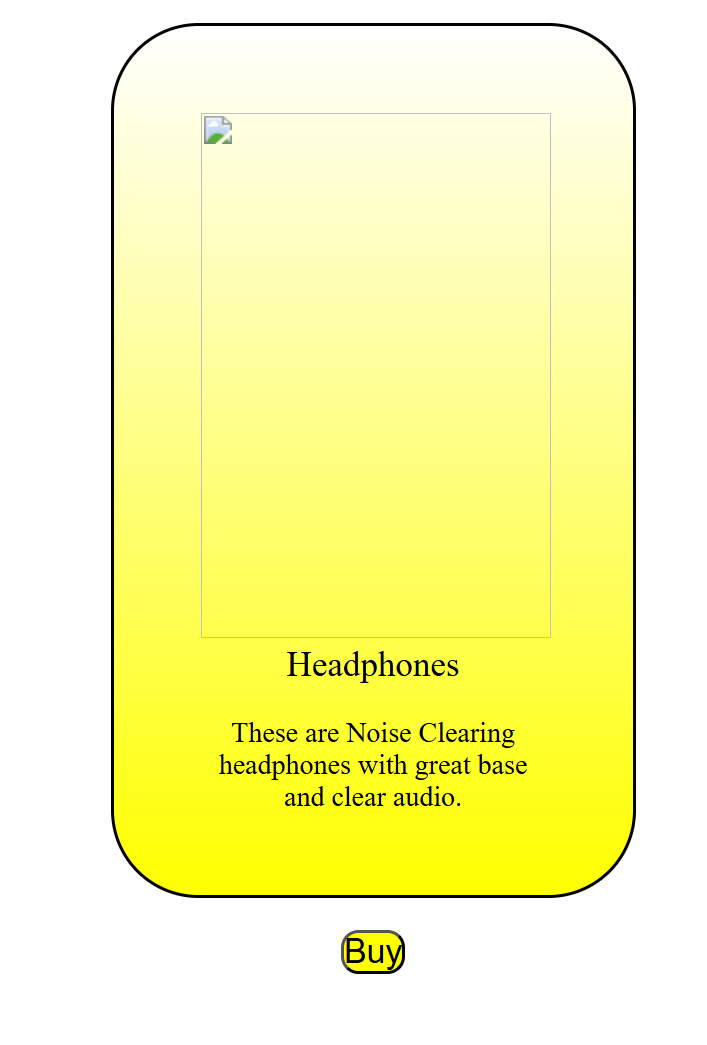 Headphones
These are Noise Clearing
headphones with great base
and clear audio.
Buy